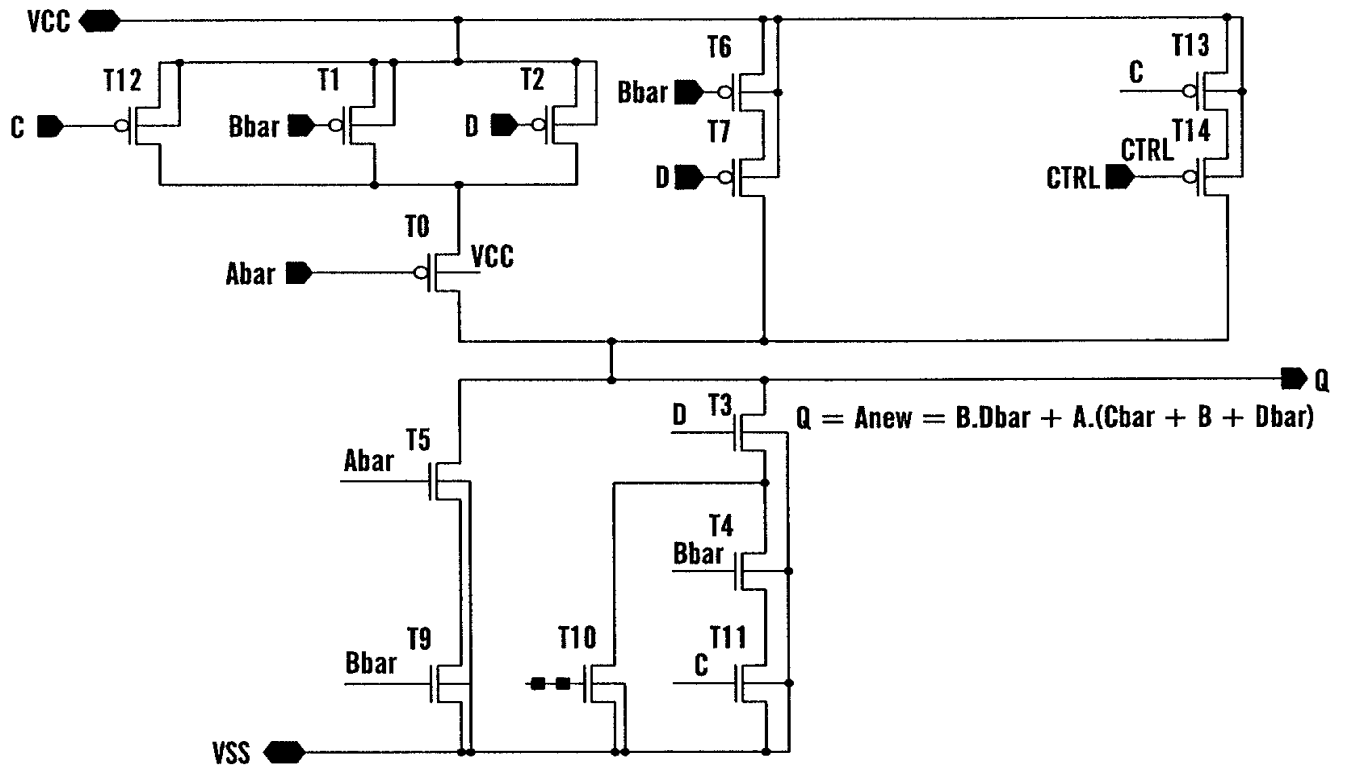 VCC
T12
T1
T2
T6
T13
C
Bbar
D
Bbar
C
T7
D
T14
CTRL
CTRL
T0
VCC
Abar
Q
T3
D
Q = Anew = B.Dbar + A.(Cbar + B + Dbar)
T5
Abar
T4
Bbar
T9
Bbar
T10
T11
C
VSS